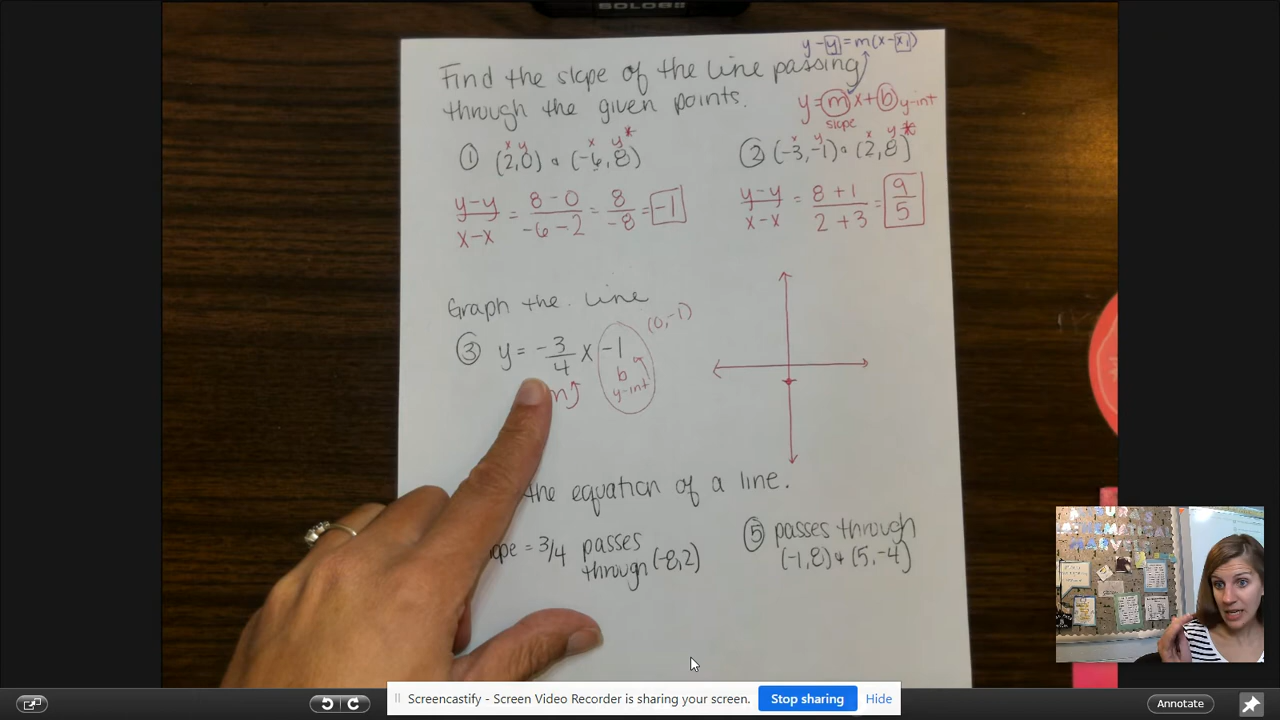 SOLO8
y-y=m(x-x₁)
Find the slope of the line passing
through the given points.
y=mx+b y-int
slope
x y x y*
① (2,0) & (-6,8)
y-y/x-x = 8-0/-6-2 = 8/-8 = -1
x y x y*
② (-3,-1) & (2,8)
y-y/x-x = 8+1/2+3 = 9/5
Graph the line
③ y= -3/4 x -1
(0,-1)
m
b
y-int
the equation of a line.
ope = 3/4 passes
through (-8,2)
⑤ passes through
(-1,8) & (5,-4)
Screencastify - Screen Video Recorder is sharing your screen.
Stop sharing
Hide
Annotate